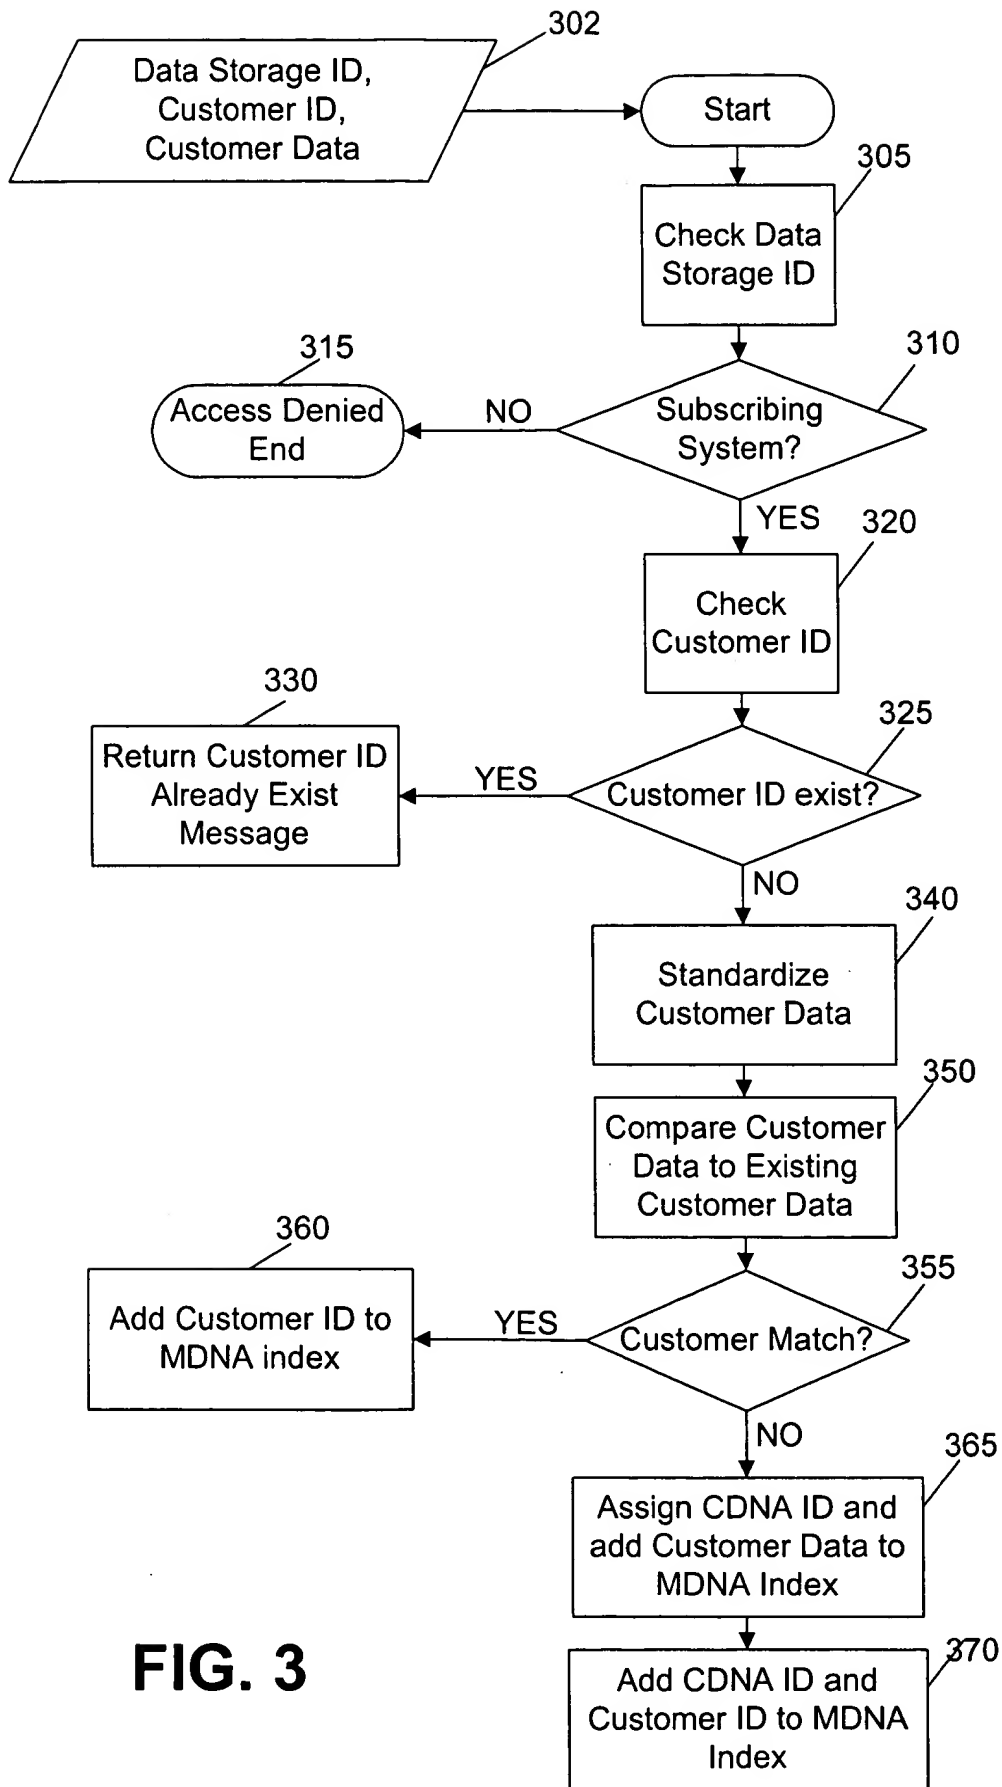 302
Data Storage ID,
Customer ID,
Customer Data
Start
305
Check Data
Storage ID
310
Subscribing
System?
315
Access Denied
End
NO
YES
320
Check
Customer ID
325
Customer ID exist?
330
Return Customer ID
Already Exist
Message
YES
NO
340
Standardize
Customer Data
350
Compare Customer
Data to Existing
Customer Data
355
Customer Match?
360
Add Customer ID to
MDNA index
YES
NO
365
Assign CDNA ID and
add Customer Data to
MDNA Index
370
Add CDNA ID and
Customer ID to MDNA
Index
FIG. 3